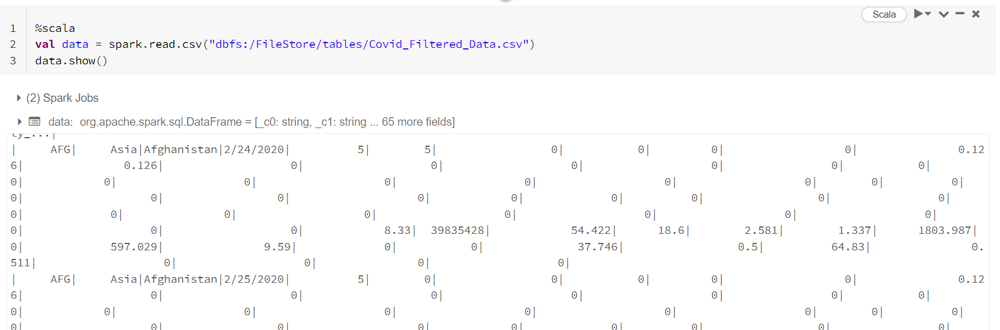 Scala
1 %scala
2 val data = spark.read.csv("dbfs:/FileStore/tables/Covid_Filtered_Data.csv")
3 data.show()
(2) Spark Jobs
data: org.apache.spark.sql.DataFrame = [_c0: string, _c1: string ... 65 more fields]
ty_...|
| AFG| Asia|Afghanistan|2/24/2020| 5| 5| 0| 0| 0| 0| 0.12
6| 0.126| 0| 0| 0| 0| 0| 0|
0| 0| 0| 0| 0| 0| 0| 0| 0|
0| 0| 0| 0| 0| 0| 0| 0| 0|
0| 0| 0| 0| 0| 0| 0| 0|
0| 0| 0| 8.33| 39835428| 54.422| 18.6| 2.581| 1.337| 1803.987|
0| 597.029| 9.59| 0| 0| 37.746| 0.5| 64.83| 0.
511| 0| 0| 0| 0|
| AFG| Asia|Afghanistan|2/25/2020| 5| 0| 0| 0| 0| 0| 0.12
6| 0| 0| 0| 0| 0| 0| 0|
0| 0| 0| 0| 0| 0| 0| 0| 0|
0| 0| 0| 0| 0| 0| 0| 0| 0|